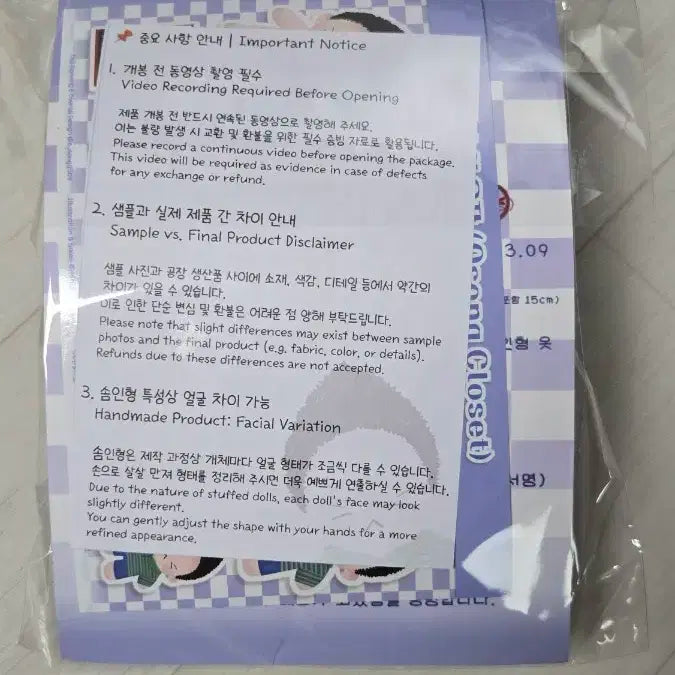 📌 중요 사항 안내 | Important Notice
1. 개봉 전 동영상 촬영 필수
Video Recording Required Before Opening
제품 개봉 전 반드시 연속된 동영상으로 촬영해 주세요.
이는 불량 발생 시 교환 및 환불을 위한 필수 증빙 자료로 활용됩니다.
Please record a continuous video before opening the package.
This video will be required as evidence in case of defects
for any exchange or refund.
2. 샘플과 실제 제품 간 차이 안내
Sample vs. Final Product Disclaimer
샘플 사진과 공장 생산품 사이에 소재, 색감, 디테일 등에서 약간의
차이가 있을 수 있습니다.
이로 인한 단순 변심 및 환불은 어려운 점 양해 부탁드립니다.
Please note that slight differences may exist between sample
photos and the final product (e.g. fabric, color, or details).
Refunds due to these differences are not accepted.
3. 솜인형 특성상 얼굴 차이 가능
Handmade Product: Facial Variation
솜인형은 제작 과정상 개체마다 얼굴 형태가 조금씩 다를 수 있습니다.
손으로 살살 만져 형태를 정리해 주시면 더욱 예쁘게 연출하실 수 있습니다.
Due to the nature of stuffed dolls, each doll's face may look
slightly different.
You can gently adjust the shape with your hands for a more
refined appearance.
Closet)
3.09
15cm)
인형 옷
서영)